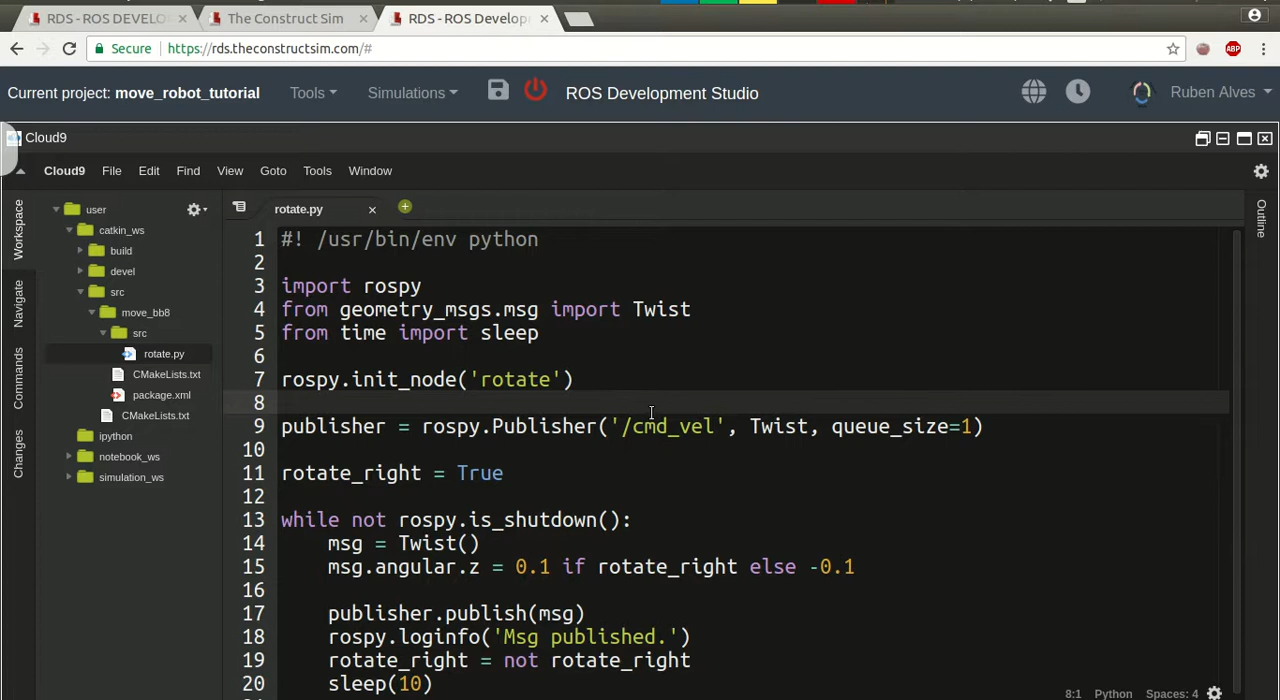 RDS - ROS DEVELO
The Construct Sim
RDS - ROS Develop
Secure
https://rds.theconstructsim.com/#
ABP
Current project: move_robot_tutorial
Tools
Simulations
ROS Development Studio
Ruben Alves
Cloud9
Cloud9
File
Edit
Find
View
Goto
Tools
Window
Workspace
Navigate
Commands
Changes
user
catkin_ws
build
devel
src
move_bb8
src
rotate.py
CMakeLists.txt
package.xml
CMakeLists.txt
ipython
notebook_ws
simulation_ws
rotate.py
1 #! /usr/bin/env python
2
3 import rospy
4 from geometry_msgs.msg import Twist
5 from time import sleep
6
7 rospy.init_node('rotate')
8
9 publisher = rospy.Publisher('/cmd_vel', Twist, queue_size=1)
10
11 rotate_right = True
12
13 while not rospy.is_shutdown():
14 msg = Twist()
15 msg.angular.z = 0.1 if rotate_right else -0.1
16
17 publisher.publish(msg)
18 rospy.loginfo('Msg published.')
19 rotate_right = not rotate_right
20 sleep(10)
Outline
8:1
Python
Spaces: 4